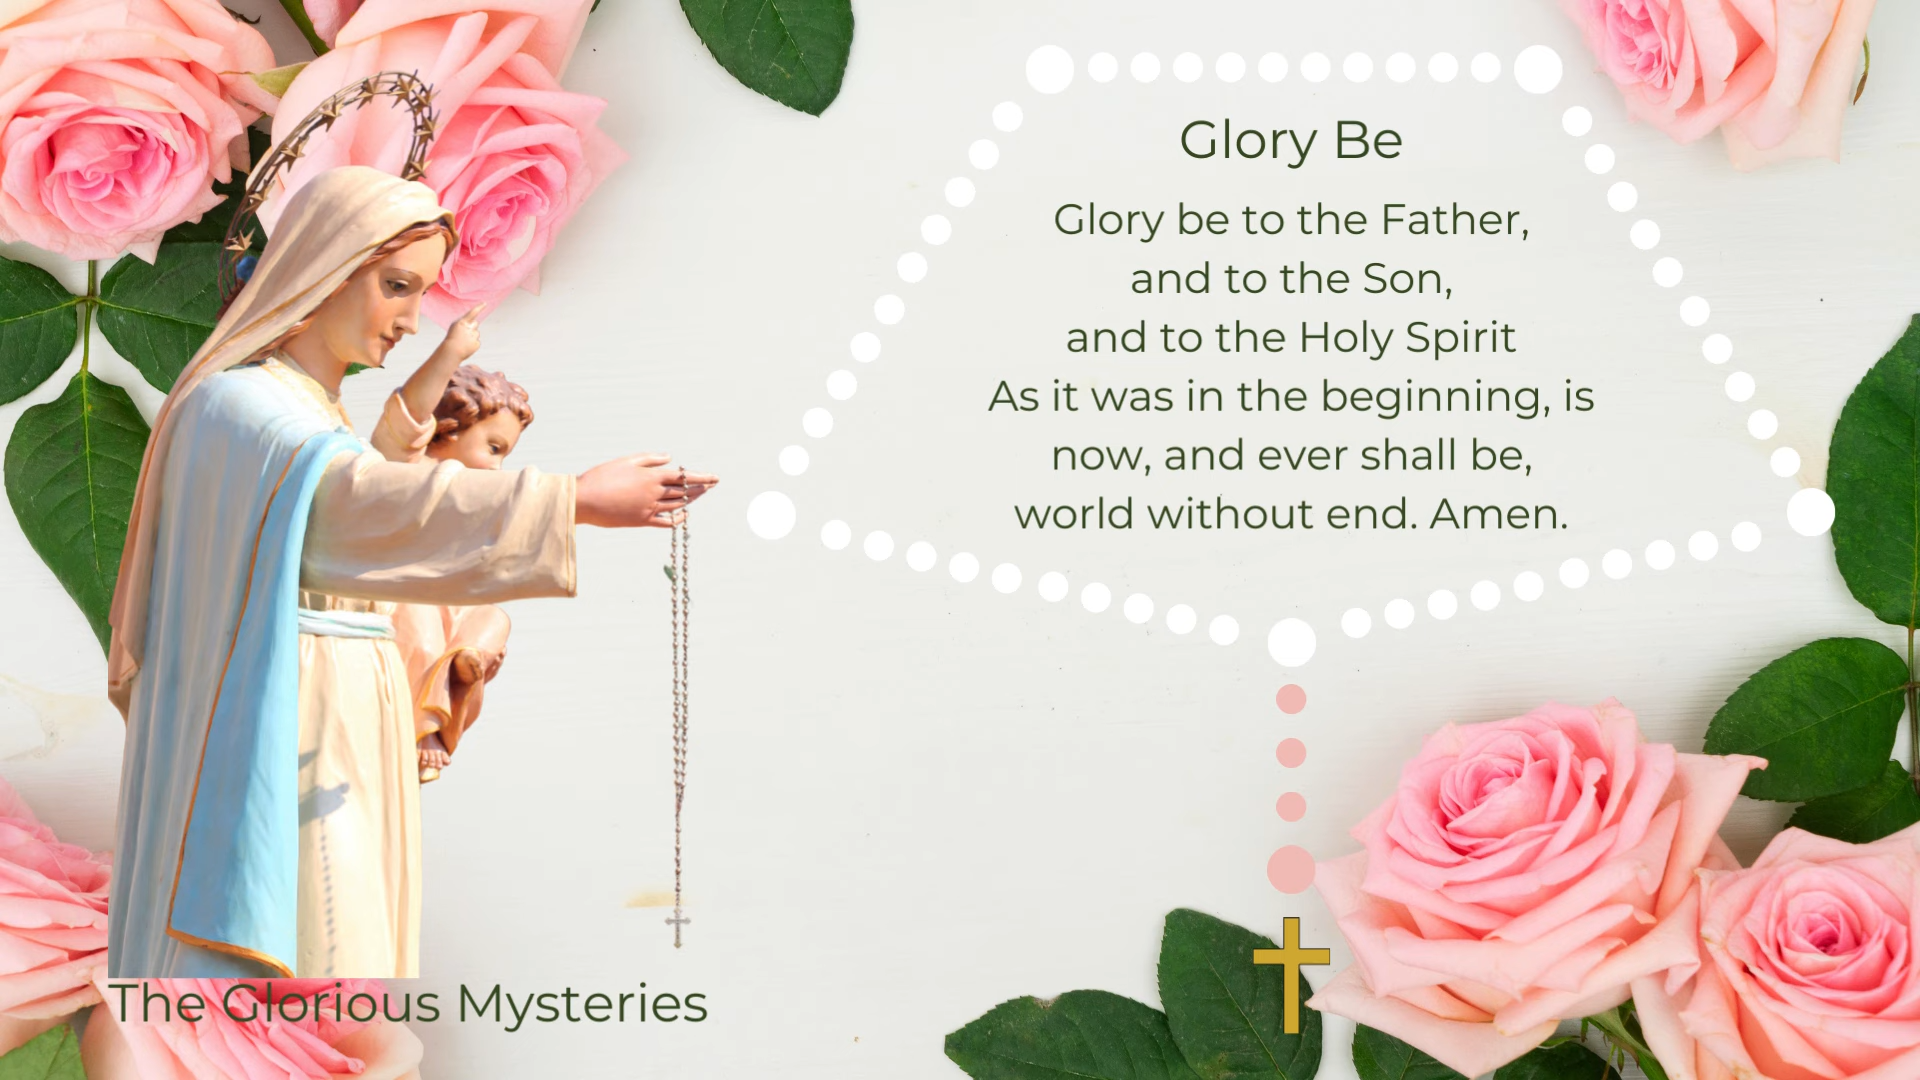 Glory Be
Glory be to the Father,
and to the Son,
and to the Holy Spirit
As it was in the beginning, is
now, and ever shall be,
world without end. Amen.
The Glorious Mysteries